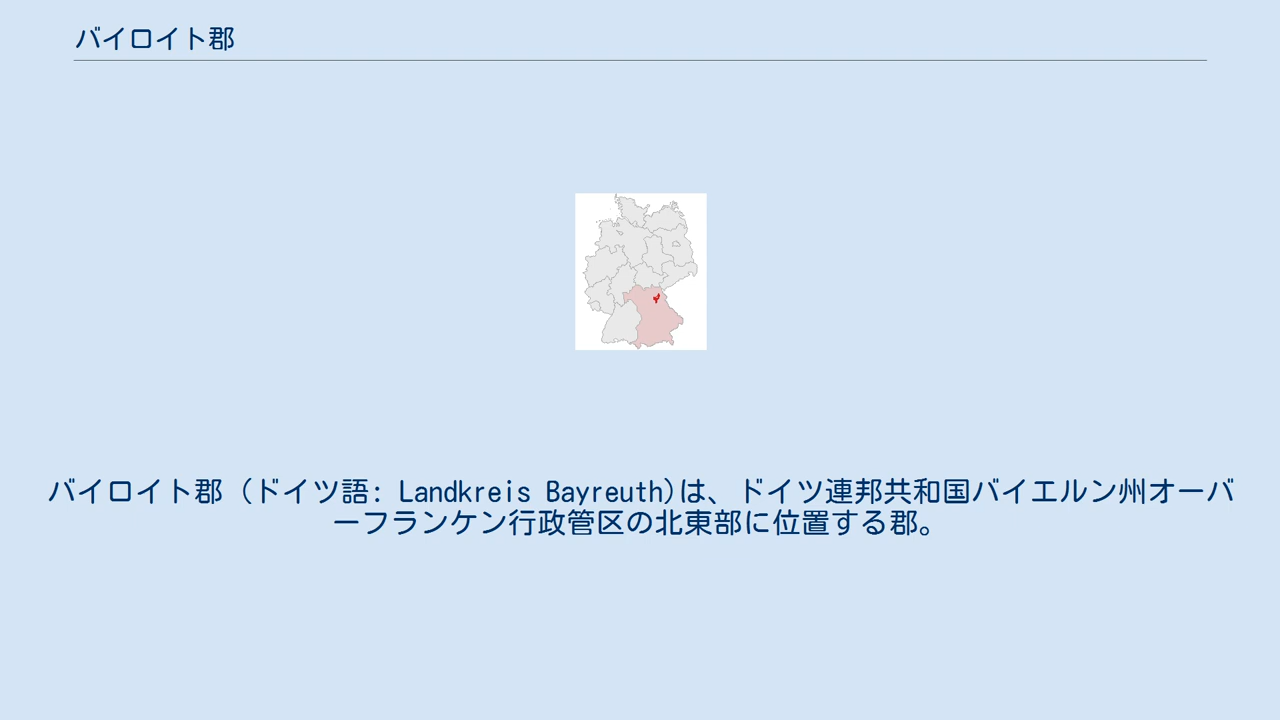 バイロイト郡
バイロイト郡 (ドイツ語: Landkreis Bayreuth)は、ドイツ連邦共和国バイエルン州オーバ
ーフランケン行政管区の北東部に位置する郡。